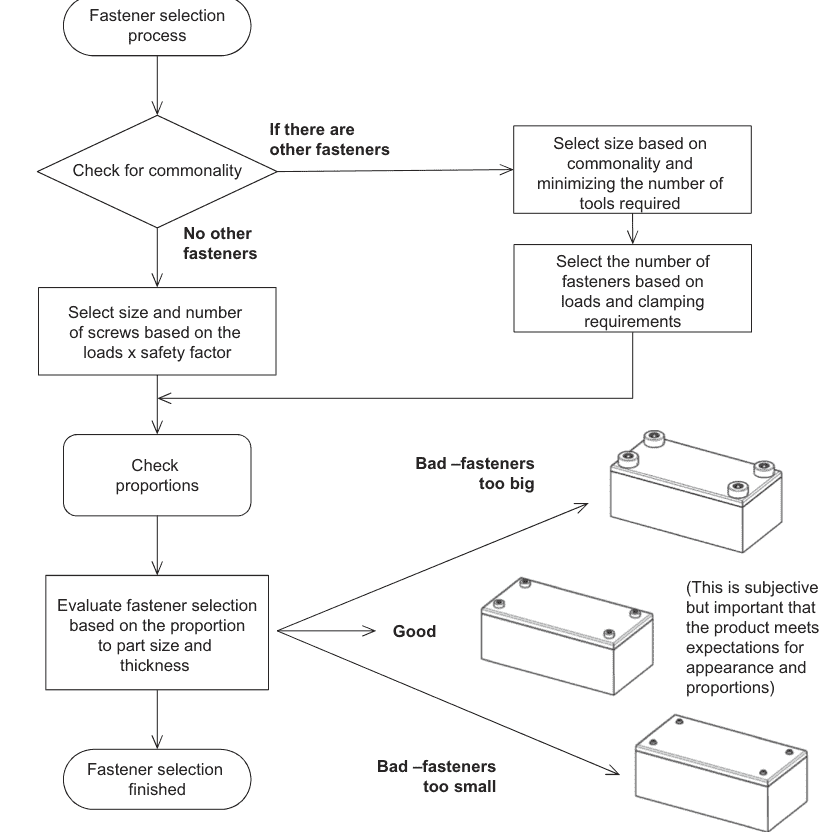 Fastener selection
process
If there are
other fasteners
Check for commonality
Select size based on
commonality and
minimizing the number of
tools required
No other
fasteners
Select the number of
fasteners based on
loads and clamping
requirements
Select size and number
of screws based on the
loads x safety factor
Check
proportions
Bad –fasteners
too big
Evaluate fastener selection
based on the proportion
to part size and
thickness
Good
(This is subjective
but important that
the product meets
expectations for
appearance and
proportions)
Bad –fasteners
too small
Fastener selection
finished